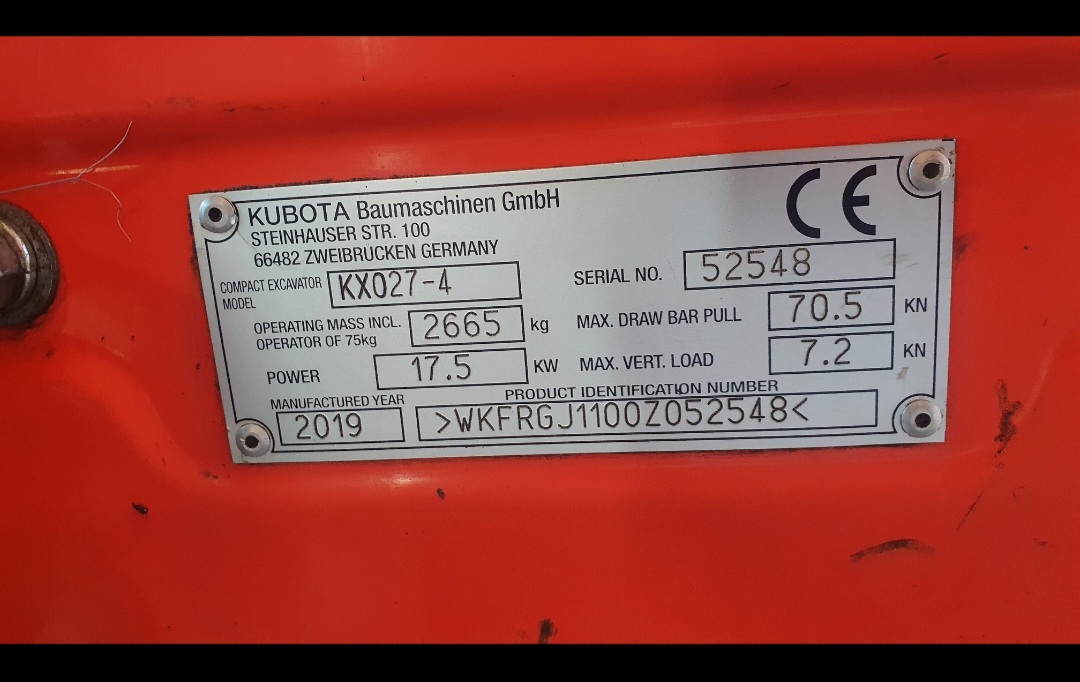 KUBOTA Baumaschinen GmbH
STEINHAUSER STR. 100
66482 ZWEIBRUCKEN GERMANY
CE
COMPACT EXCAVATOR MODEL KX027-4
SERIAL NO. 52548
OPERATING MASS INCL. OPERATOR OF 75kg 2665 kg
MAX. DRAW BAR PULL 70.5 KN
POWER 17.5 KW
MAX. VERT. LOAD 7.2 KN
MANUFACTURED YEAR
2019
PRODUCT IDENTIFICATION NUMBER
>WKFRGJ1100Z052548<